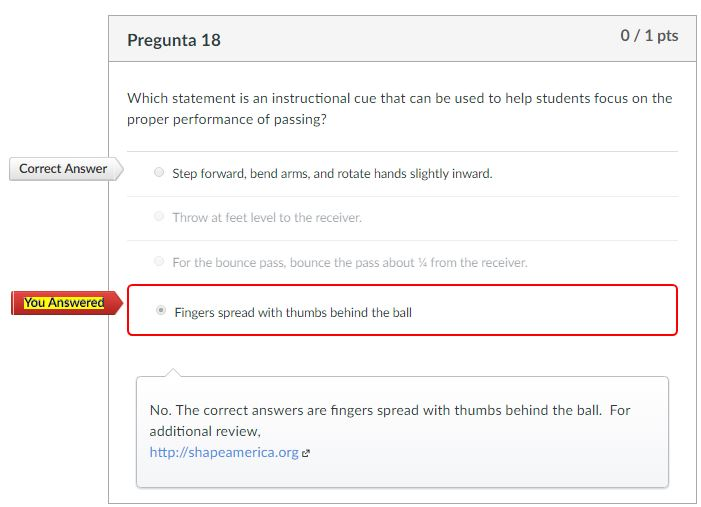 Pregunta 18
0 / 1 pts
Which statement is an instructional cue that can be used to help students focus on the
proper performance of passing?
Correct Answer
Step forward, bend arms, and rotate hands slightly inward.
Throw at feet level to the receiver.
For the bounce pass, bounce the pass about ¼ from the receiver.
You Answered
Fingers spread with thumbs behind the ball
No. The correct answers are fingers spread with thumbs behind the ball. For
additional review,
http://shapeamerica.org